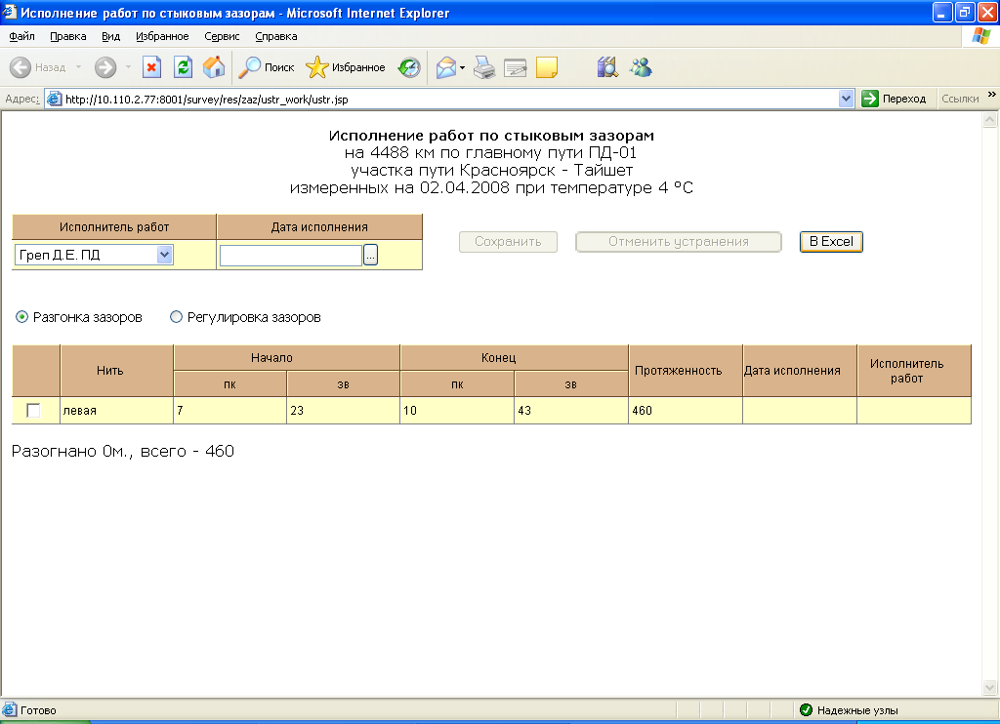 Исполнение работ по стыковым зазорам - Microsoft Internet Explorer
Файл Правка Вид Избранное Сервис Справка
Назад Поиск Избранное
Адрес: http://10.110.2.77:8001/survey/res/zaz/ustr_work/ustr.jsp Переход Ссылки »
Исполнение работ по стыковым зазорам
на 4488 км по главному пути ПД-01
участка пути Красноярск - Тайшет
измеренных на 02.04.2008 при температуре 4 °C
Исполнитель работ Дата исполнения
Греп Д.Е. ПД ... Сохранить Отменить устранения В Excel
Разгонка зазоров Регулировка зазоров
Нить Начало Конец Протяженность Дата исполнения Исполнитель
работ
пк зв пк зв
левая 7 23 10 43 460
Разогнано 0м., всего - 460
Готово Надежные узлы